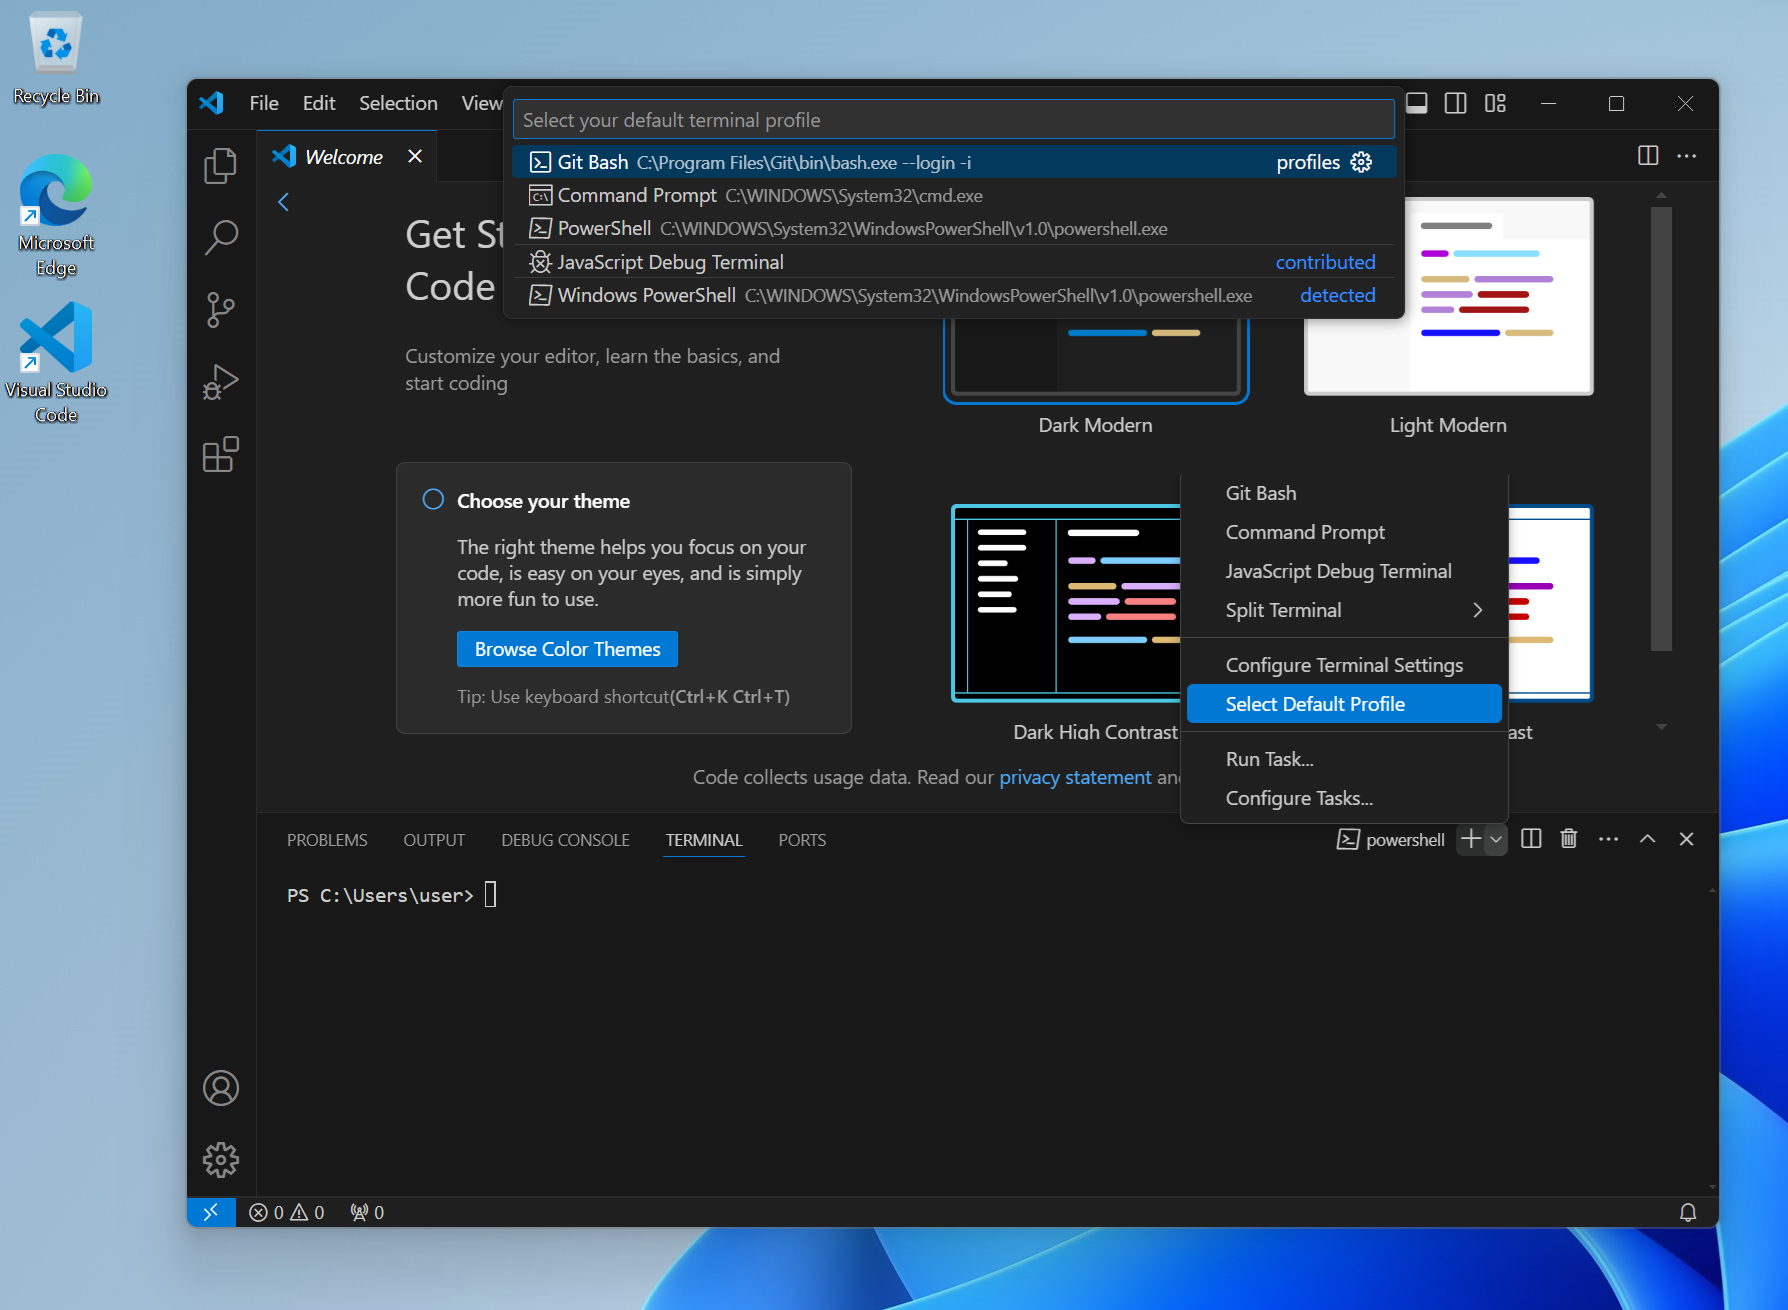 Recycle Bin
Microsoft
Edge
Visual Studio
Code
File Edit Selection View
Select your default terminal profile
Git Bash C:\Program Files\Git\bin\bash.exe --login -i profiles
Command Prompt C:\WINDOWS\System32\cmd.exe
PowerShell C:\WINDOWS\System32\WindowsPowerShell\v1.0\powershell.exe
JavaScript Debug Terminal contributed
Windows PowerShell C:\WINDOWS\System32\WindowsPowerShell\v1.0\powershell.exe detected
Welcome
Get St
Code
Customize your editor, learn the basics, and
start coding
Dark Modern
Light Modern
Choose your theme
The right theme helps you focus on your
code, is easy on your eyes, and is simply
more fun to use.
Browse Color Themes
Tip: Use keyboard shortcut(Ctrl+K Ctrl+T)
Dark High Contrast
ast
Git Bash
Command Prompt
JavaScript Debug Terminal
Split Terminal
Configure Terminal Settings
Select Default Profile
Run Task...
Configure Tasks...
Code collects usage data. Read our privacy statement an
PROBLEMS OUTPUT DEBUG CONSOLE TERMINAL PORTS
powershell
PS C:\Users\user>
0 0 0